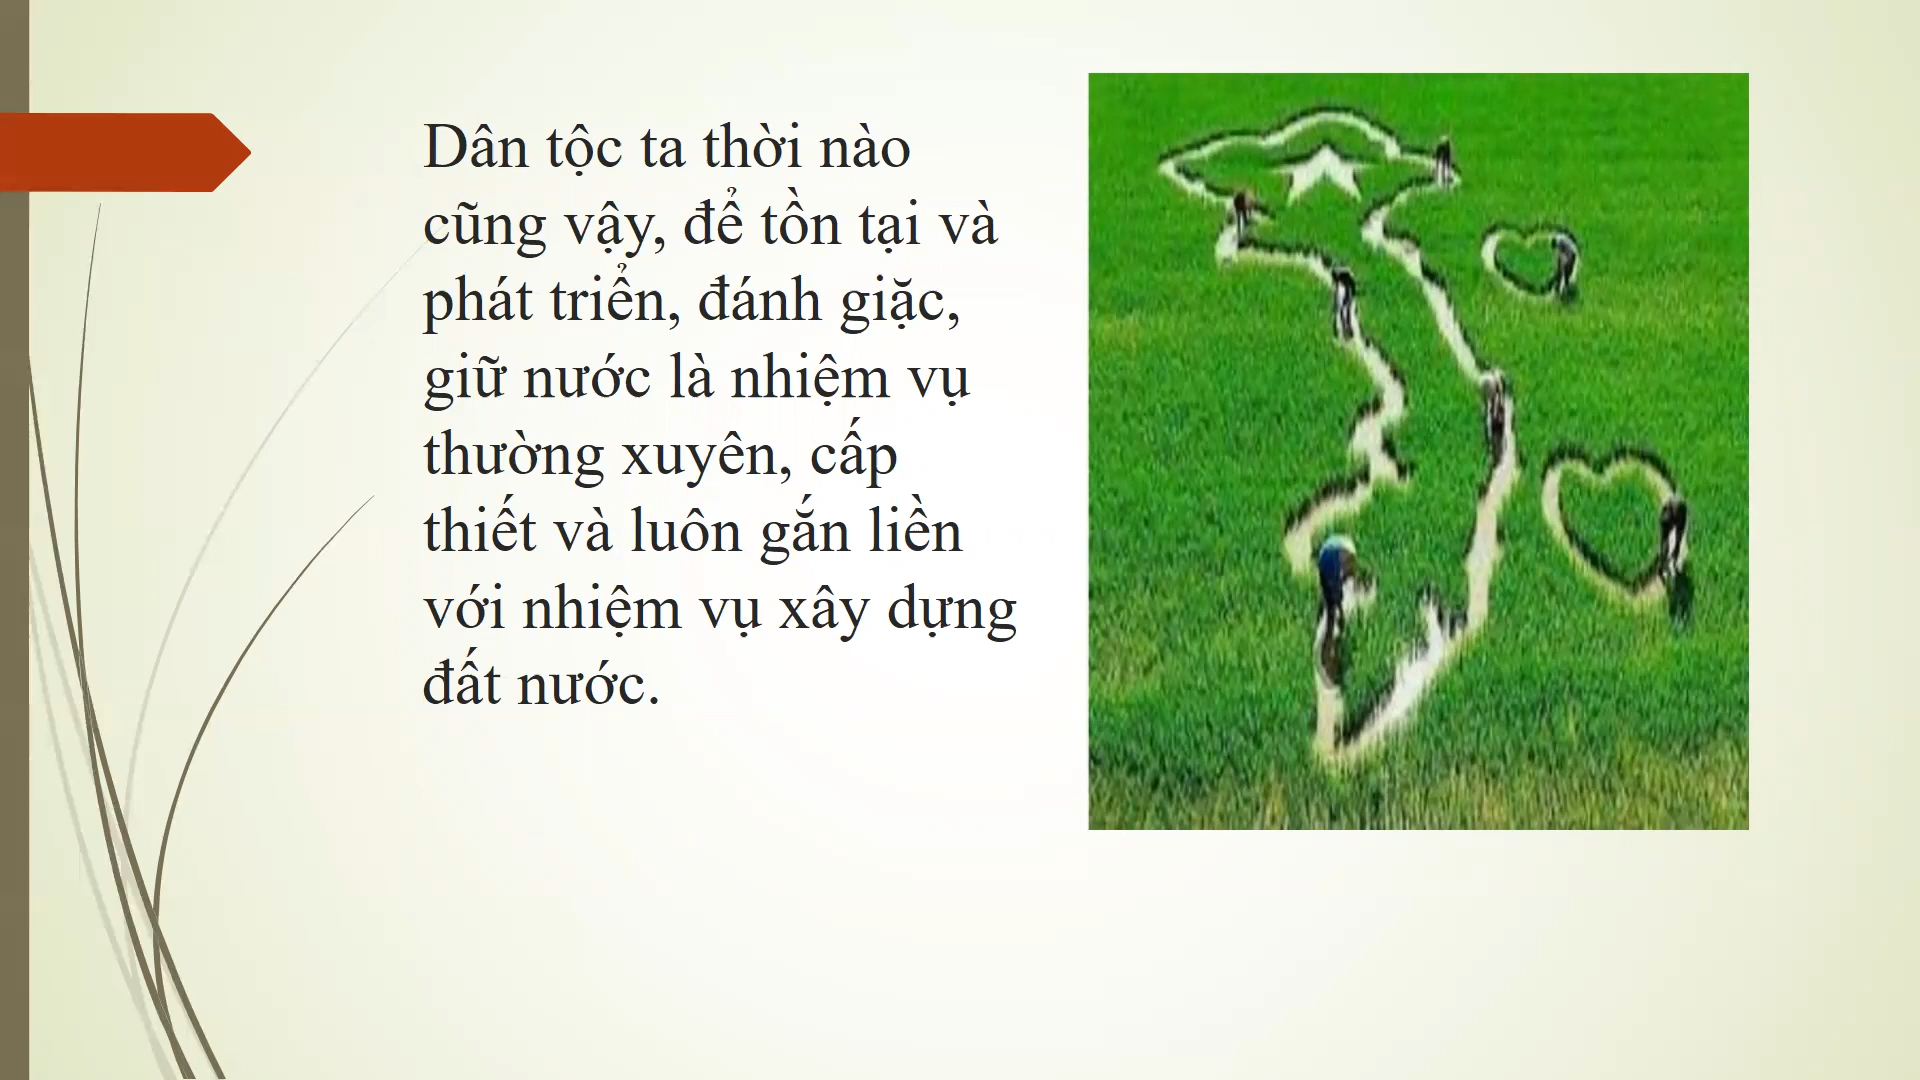 Dân tộc ta thời nào
cũng vậy, để tồn tại và
phát triển, đánh giặc,
giữ nước là nhiệm vụ
thường xuyên, cấp
thiết và luôn gắn liền
với nhiệm vụ xây dựng
đất nước.